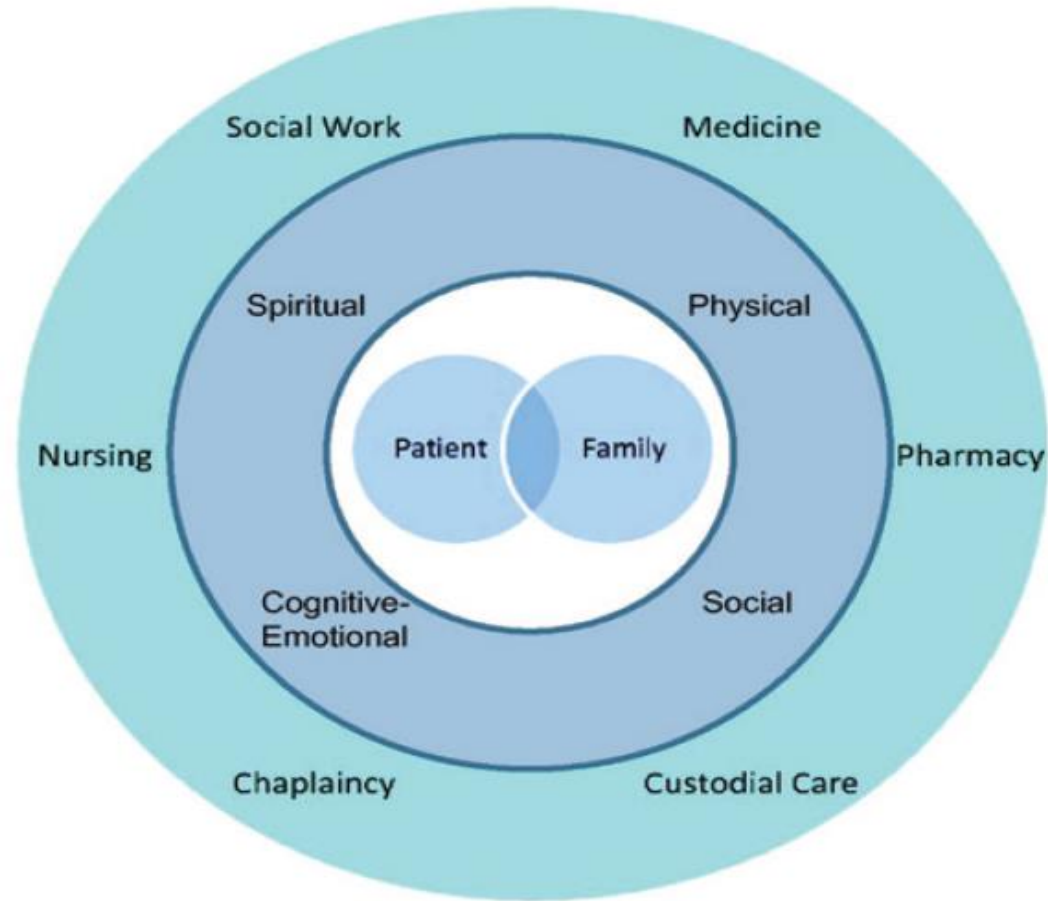 Social Work
Medicine
Spiritual
Physical
Nursing
Patient
Family
Pharmacy
Cognitive-
Emotional
Social
Chaplaincy
Custodial Care